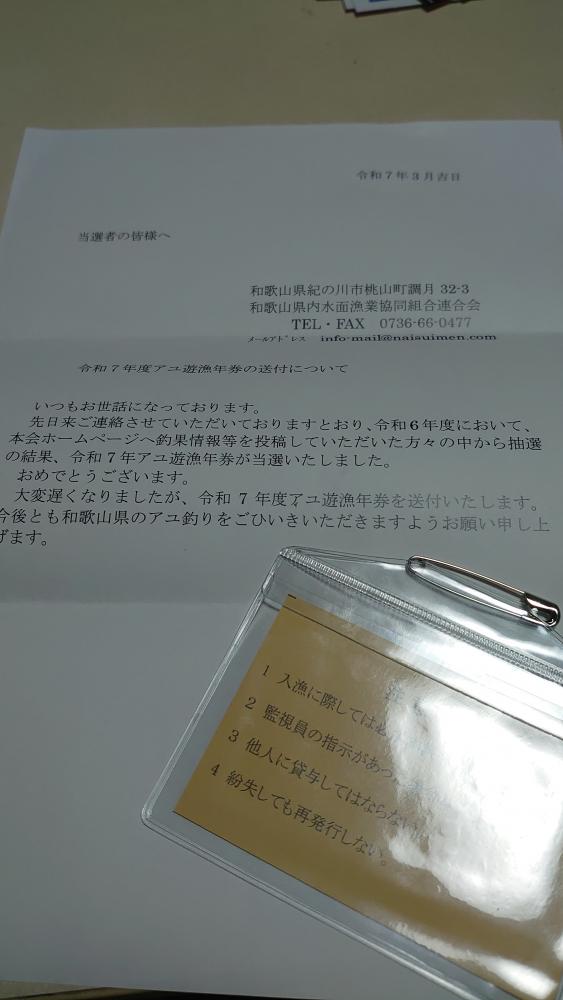 令和7年3月吉日
当選者の皆様へ
和歌山県紀の川市桃山町調月 32-3
和歌山県内水面漁業協同組合連合会
TEL・FAX 0736-66-0477
メールアドレス info-mail@naisuimen.com
令和7年度アユ遊漁年券の送付について
いつもお世話になっております。
先日来ご連絡させていただいておりますとおり、令和6年度において、
本会ホームページへ釣果情報等を投稿していただいた方々の中から抽選
の結果、令和7年アユ遊漁年券が当選いたしました。
おめでとうございます。
大変遅くなりましたが、令和 7 年度アユ遊漁年券を送付いたします。
今後とも和歌山県のアユ釣りをごひいきいただきますようお願い申し上
げます。
1 入漁に際しては
2 監視員の指示があっ
3 他人に貸与してはならない
4 紛失しても再発行しない。